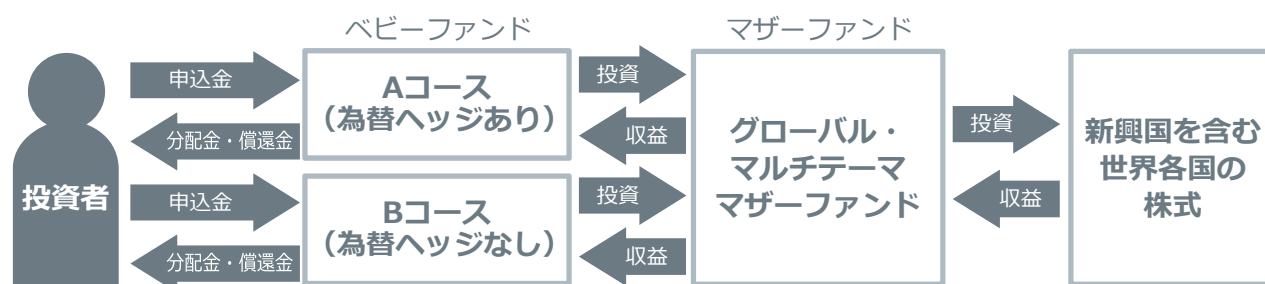 ベビーファンド
マザーファンド
投資者
申込金
分配金・償還金
申込金
分配金・償還金
Aコース
（為替ヘッジあり）
Bコース
（為替ヘッジなし）
投資
収益
投資
収益
グローバル・
マルチテーマ
マザーファンド
投資
収益
新興国を含む
世界各国の
株式